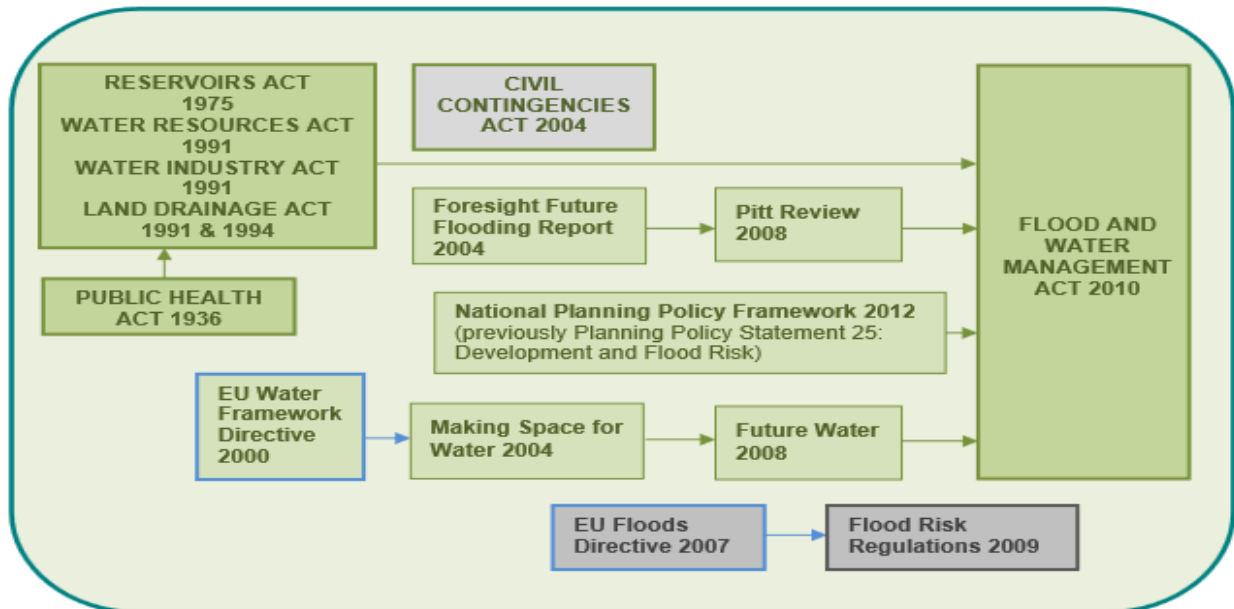 RESERVOIRS ACT
1975
WATER RESOURCES ACT
1991
WATER INDUSTRY ACT
1991
LAND DRAINAGE ACT
1991 & 1994
PUBLIC HEALTH
ACT 1936
CIVIL
CONTINGENCIES
ACT 2004
Foresight Future
Flooding Report
2004
Pitt Review
2008
National Planning Policy Framework 2012
(previously Planning Policy Statement 25:
Development and Flood Risk)
EU Water
Framework
Directive
2000
Making Space for
Water 2004
Future Water
2008
EU Floods
Directive 2007
Flood Risk
Regulations 2009
FLOOD AND
WATER
MANAGEMENT
ACT 2010